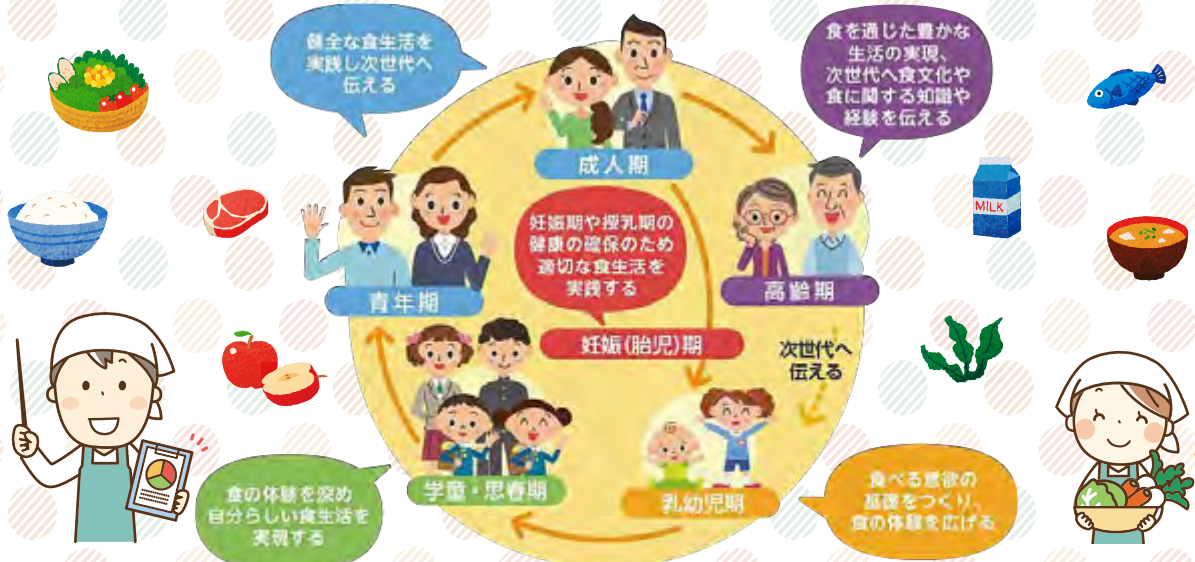 健全な食生活を
実践し次世代へ
伝える
食を通じた豊かな
生活の実現、
次世代へ食文化や
食に関する知識や
経験を伝える
成人期
妊娠期や授乳期の
健康の確保のため
適切な食生活を
実践する
青年期
高齢期
MILK
妊娠(胎児)期
次世代へ
伝える
学童・思春期
乳幼児期
食の体験を深め
自分らしい食生活を
実現する
食べる意欲の
基礎をつくり、
食の体験を広げる